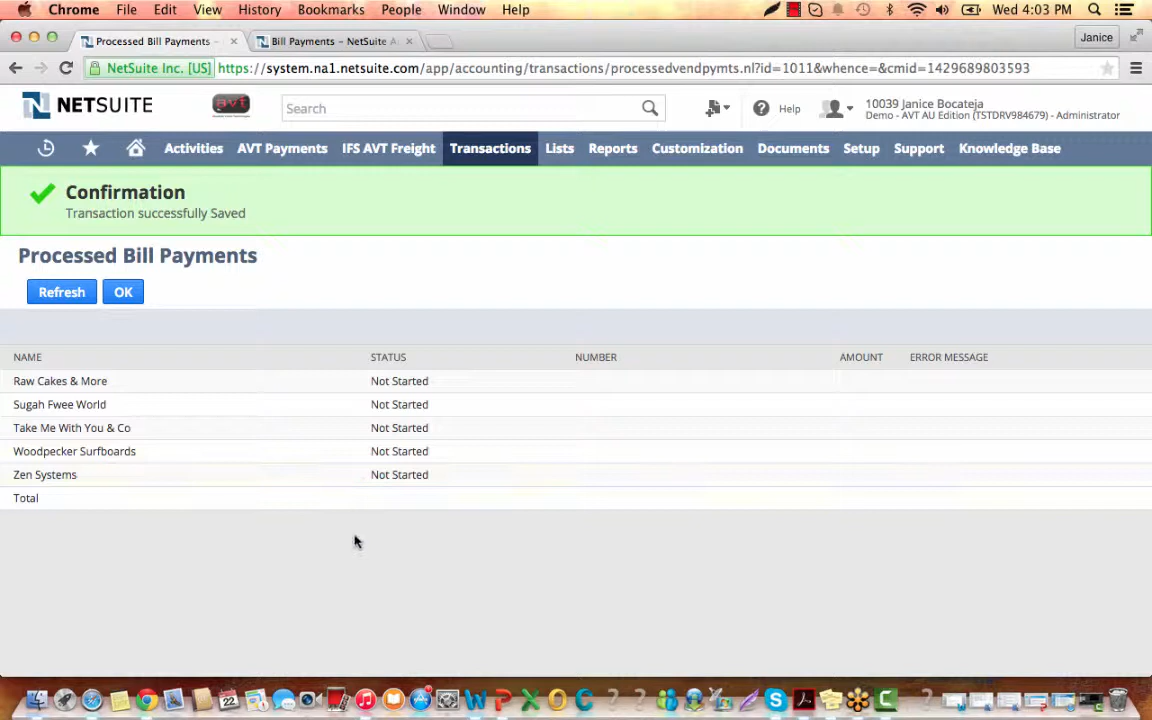 Chrome File Edit View History Bookmarks People Window Help Wed 4:03 PM
Processed Bill Payments - Bill Payments - NetSuite A Janice
NetSuite Inc. [US] https://system.na1.netsuite.com/app/accounting/transactions/processedvendpymts.nl?id=1011&whence=&cmid=1429689803593
NETSUITE avt Search Help 10039 Janice Bocateja
Demo - AVT AU Edition (TSTDRV984679) - Administrator
Activities AVT Payments IFS AVT Freight Transactions Lists Reports Customization Documents Setup Support Knowledge Base
Confirmation
Transaction successfully Saved
Processed Bill Payments
Refresh OK
NAME STATUS NUMBER AMOUNT ERROR MESSAGE
Raw Cakes & More Not Started
Sugah Fwee World Not Started
Take Me With You & Co Not Started
Woodpecker Surfboards Not Started
Zen Systems Not Started
Total
22